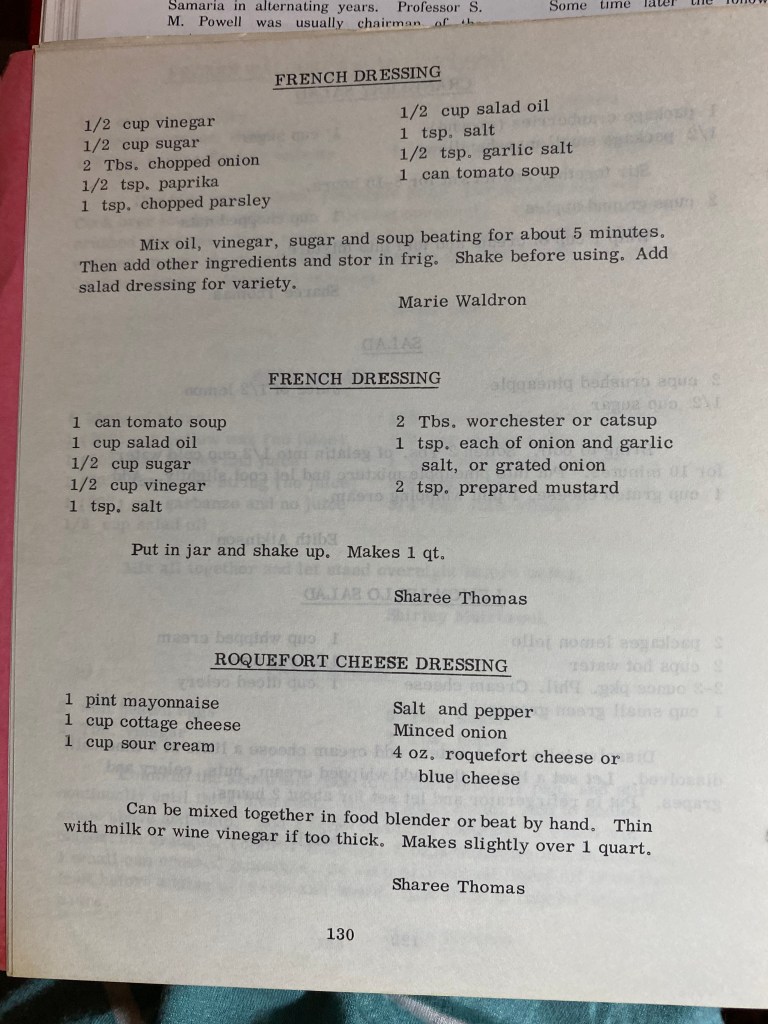 Samaria in alternating years. Professor S.
M. Powell was usually chairman of the
Some time later the
FRENCH DRESSING
1/2 cup vinegar
1/2 cup sugar
2 Tbs. chopped onion
1/2 tsp. paprika
1 tsp. chopped parsley
1/2 cup salad oil
1 tsp. salt
1/2 tsp. garlic salt
1 can tomato soup
Mix oil, vinegar, sugar and soup beating for about 5 minutes.
Then add other ingredients and stor in frig. Shake before using. Add
salad dressing for variety.
Marie Waldron
FRENCH DRESSING
1 can tomato soup
1 cup salad oil
1/2 cup sugar
1/2 cup vinegar
1 tsp. salt
2 Tbs. worchester or catsup
1 tsp. each of onion and garlic
salt, or grated onion
2 tsp. prepared mustard
Put in jar and shake up. Makes 1 qt.
Sharee Thomas
ROQUEFORT CHEESE DRESSING
1 pint mayonnaise
1 cup cottage cheese
1 cup sour cream
Salt and pepper
Minced onion
4 oz. roquefort cheese or
blue cheese
Can be mixed together in food blender or beat by hand. Thin
with milk or wine vinegar if too thick. Makes slightly over 1 quart.
Sharee Thomas
130